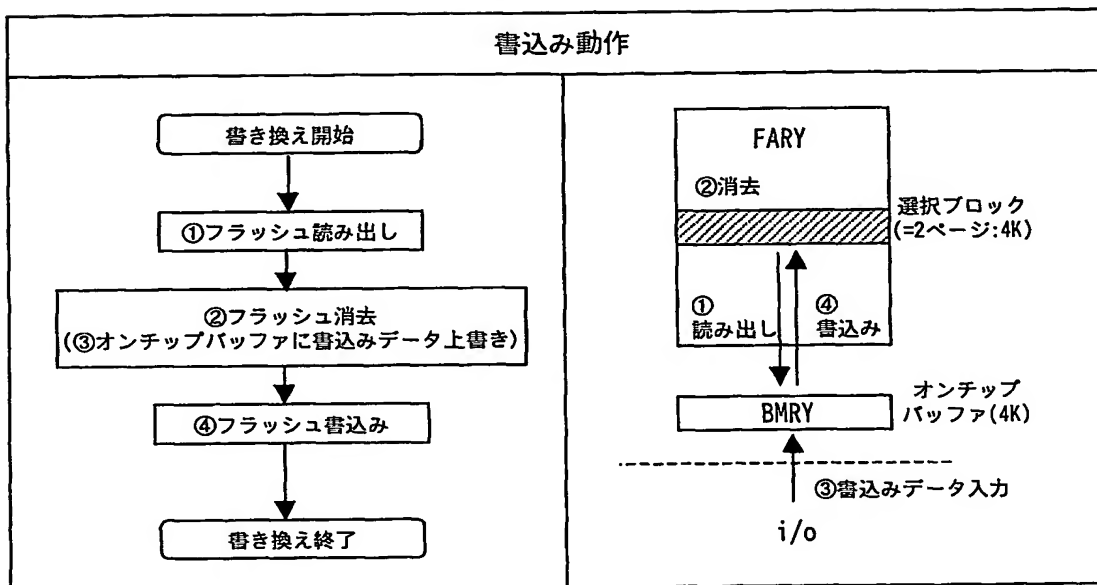 書込み動作
書き換え開始
①フラッシュ読み出し
②フラッシュ消去
(③オンチップバッファに書込みデータ上書き)
④フラッシュ書込み
書き換え終了
FARY
②消去
選択ブロック
(=2ページ:4K)
①
読み出し
④
書込み
BMRY
オンチップ
バッファ(4K)
③書込みデータ入力
i/o